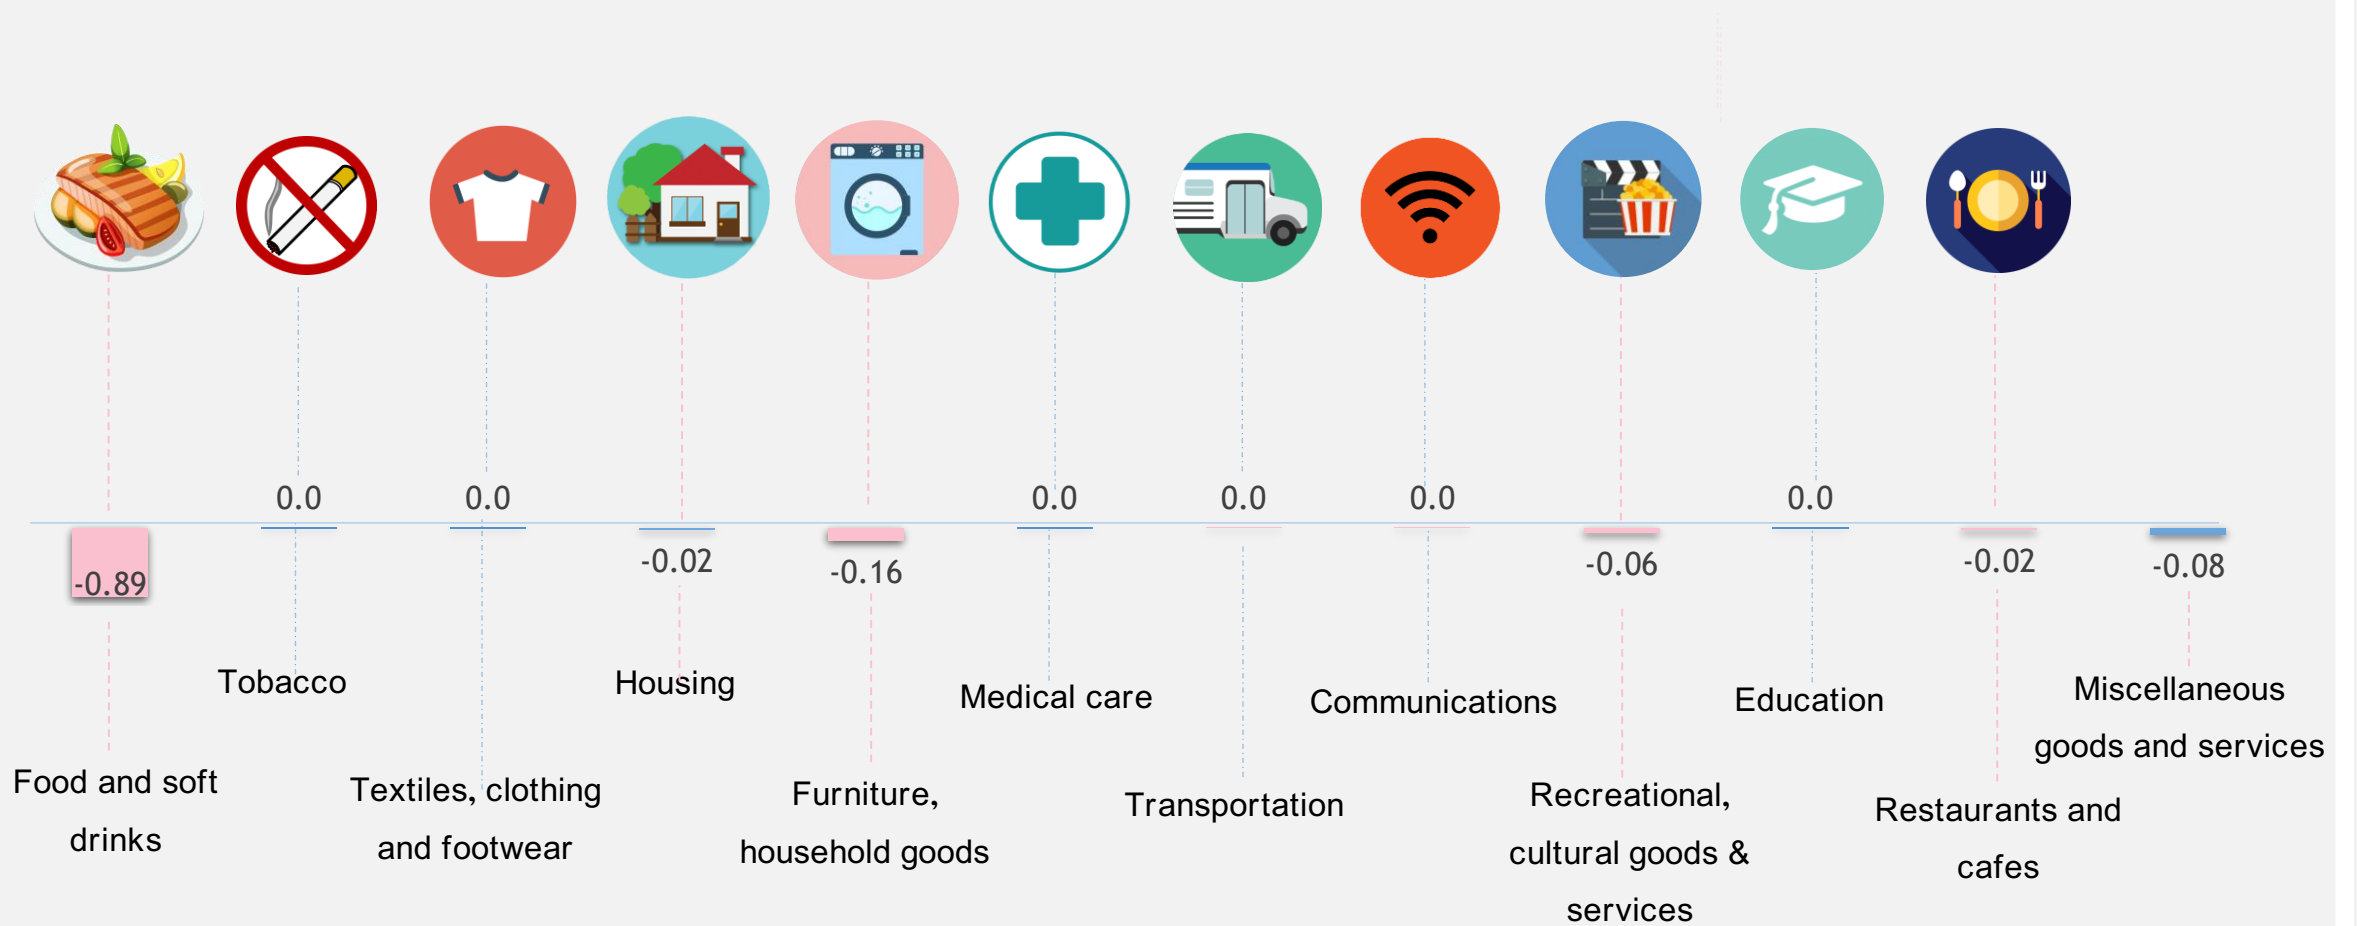 0.0
0.0
0.0
0.0
0.0
0.0
-0.89
-0.02
-0.16
-0.06
-0.02
-0.08
Food and soft
drinks
Tobacco
Textiles, clothing
and footwear
Housing
Furniture,
household goods
Medical care
Transportation
Communications
Recreational,
cultural goods &
services
Education
Restaurants and
cafes
Miscellaneous
goods and services